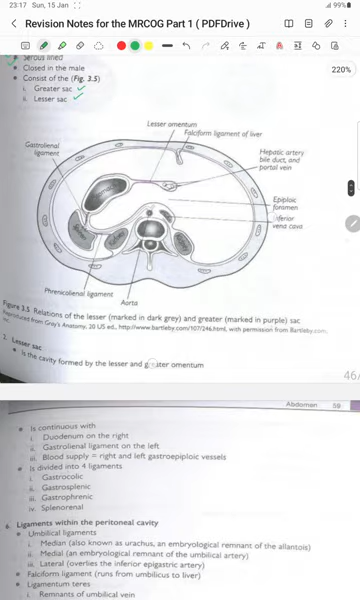 23:17 Sun, 15 Jan
99%
Revision Notes for the MRCOG Part 1 ( PDFDrive )
220%
Serous lined
Closed in the male
Consist of the (Fig. 3.5)
i. Greater sac
ii. Lesser sac
Lesser omentum
Falciform ligament of liver
Gastrolienal
ligament
Hepatic artery
bile duct, and
portal vein
Epiploic
foramen
Inferior
vena cava
Phrenicolienal ligament
Aorta
Figure 3.5 Relations of the lesser (marked in dark grey) and greater (marked in purple) sac
Reproduced from Gray's Anatomy, 20 US ed., http://www.bartleby.com/107/246.html, with permission from Bartleby.com,
Inc.
2. Lesser sac
Is the cavity formed by the lesser and greater omentum
46/
Abdomen 59
Is continuous with
i. Duodenum on the right
ii. Gastrolienal ligament on the left
iii. Blood supply = right and left gastroepiploic vessels
Is divided into 4 ligaments
i. Gastrocolic
ii. Gastrosplenic
iii. Gastrophrenic
iv. Splenorenal
6. Ligaments within the peritoneal cavity
Umbilical ligaments
i. Median (also known as urachus, an embryological remnant of the allantois)
ii. Medial (an embryological remnant of the umbilical artery)
iii. Lateral (overlies the inferior epigastric artery)
Falciform ligament (runs from umbilicus to liver)
Ligamentum teres
i. Remnants of umbilical vein